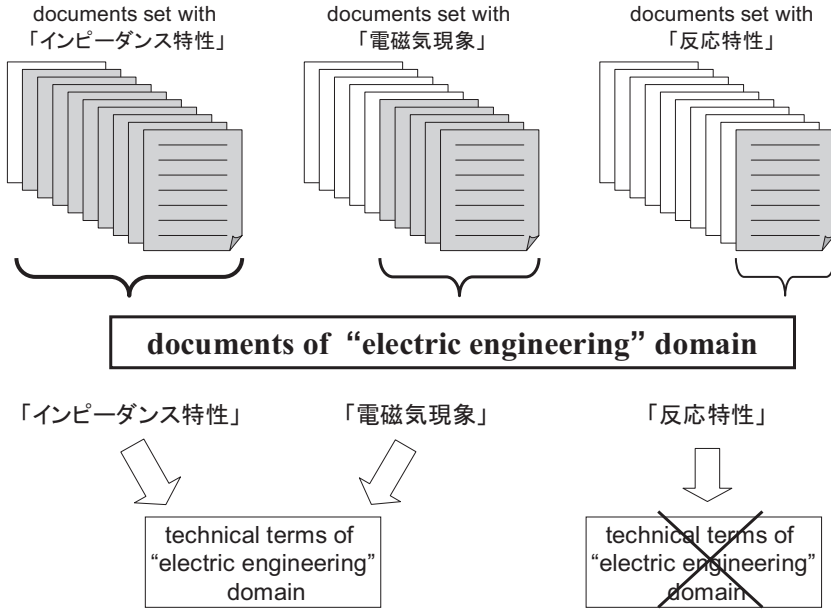 documents set with
「インピーダンス特性」
documents set with
「電磁気現象」
documents set with
「反応特性」
documents of “electric engineering” domain
「インピーダンス特性」
「電磁気現象」
「反応特性」
technical terms of
“electric engineering”
domain
technical terms of
“electric engineering”
domain